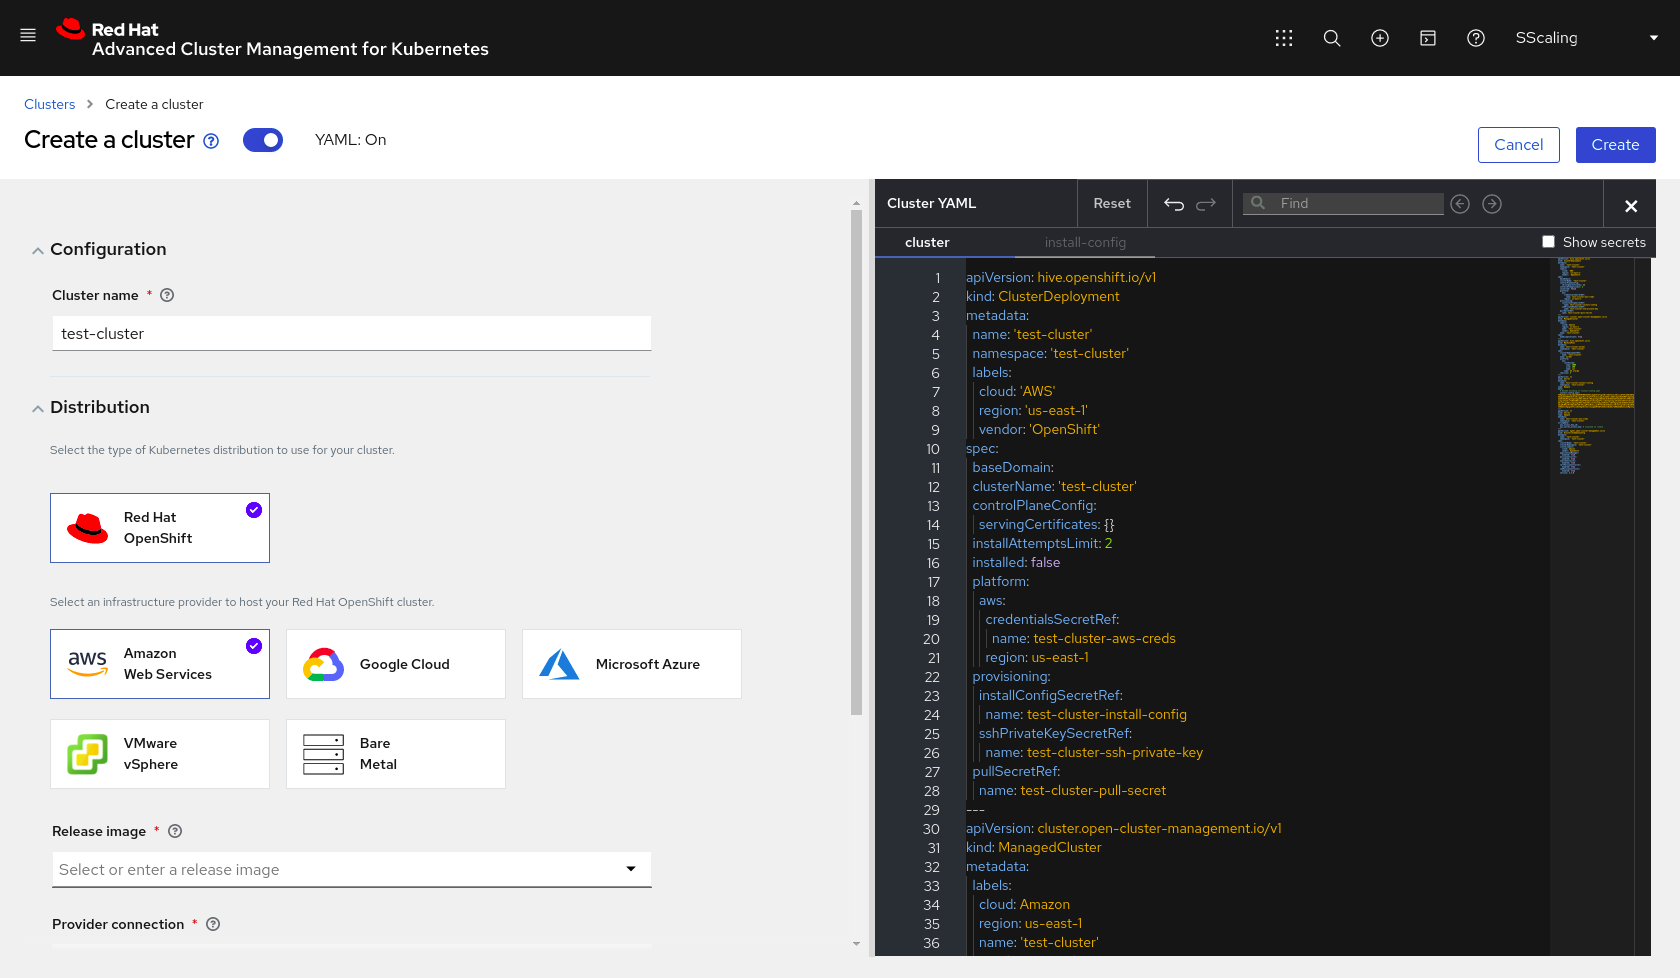 Red Hat
Advanced Cluster Management for Kubernetes
SScaling
Clusters > Create a cluster
Create a cluster
YAML: On
Cancel
Create
Configuration
Cluster name *
test-cluster
Distribution
Select the type of Kubernetes distribution to use for your cluster.
Red Hat
OpenShift
Select an infrastructure provider to host your Red Hat OpenShift cluster.
aws
Amazon
Web Services
Google Cloud
Microsoft Azure
VMware
vSphere
Bare
Metal
Release image *
Select or enter a release image
Provider connection *
Cluster YAML
Reset
Find
cluster
install-config
Show secrets
1 apiVersion: hive.openshift.io/v1
2 kind: ClusterDeployment
3 metadata:
4 name: 'test-cluster'
5 namespace: 'test-cluster'
6 labels:
7 cloud: 'AWS'
8 region: 'us-east-1'
9 vendor: 'OpenShift'
10 spec:
11 baseDomain:
12 clusterName: 'test-cluster'
13 controlPlaneConfig:
14 servingCertificates: {}
15 installAttemptsLimit: 2
16 installed: false
17 platform:
18 aws:
19 credentialsSecretRef:
20 name: test-cluster-aws-creds
21 region: us-east-1
22 provisioning:
23 installConfigSecretRef:
24 name: test-cluster-install-config
25 sshPrivateKeySecretRef:
26 name: test-cluster-ssh-private-key
27 pullSecretRef:
28 name: test-cluster-pull-secret
29 ---
30 apiVersion: cluster.open-cluster-management.io/v1
31 kind: ManagedCluster
32 metadata:
33 labels:
34 cloud: Amazon
35 region: us-east-1
36 name: 'test-cluster'